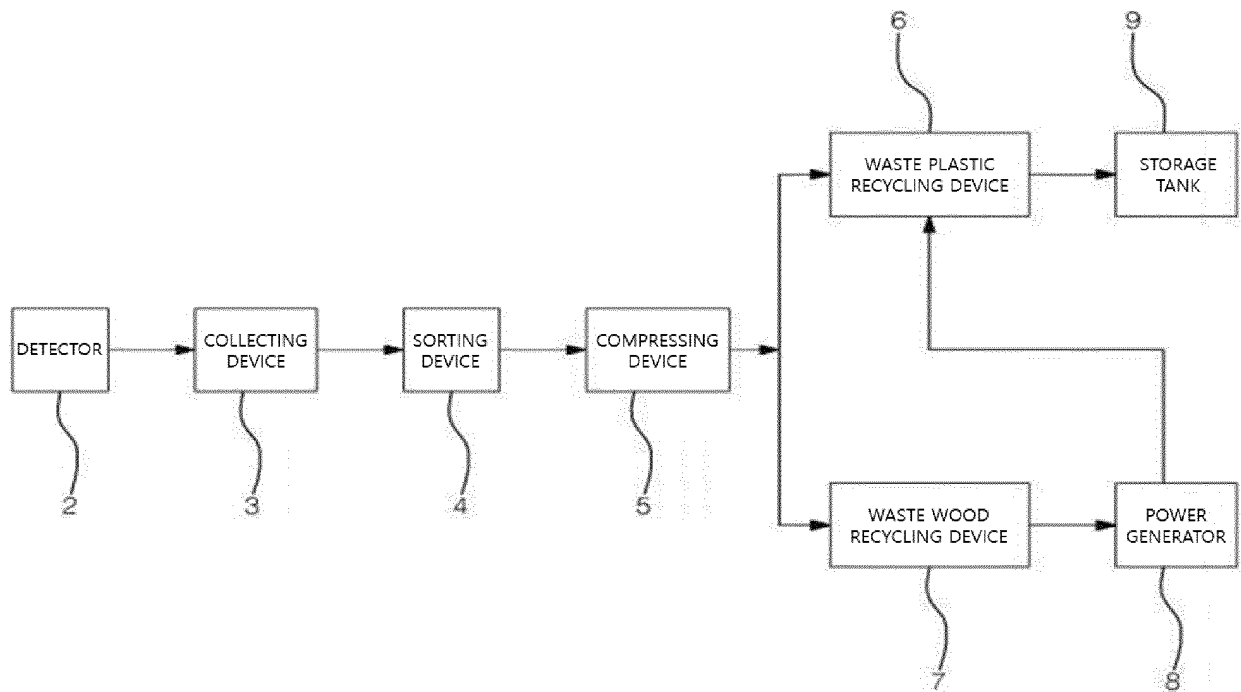 6
9
WASTE PLASTIC
RECYCLING DEVICE
STORAGE
TANK
DETECTOR
COLLECTING
DEVICE
SORTING
DEVICE
COMPRESSING
DEVICE
2
3
4
5
WASTE WOOD
RECYCLING DEVICE
POWER
GENERATOR
7
8